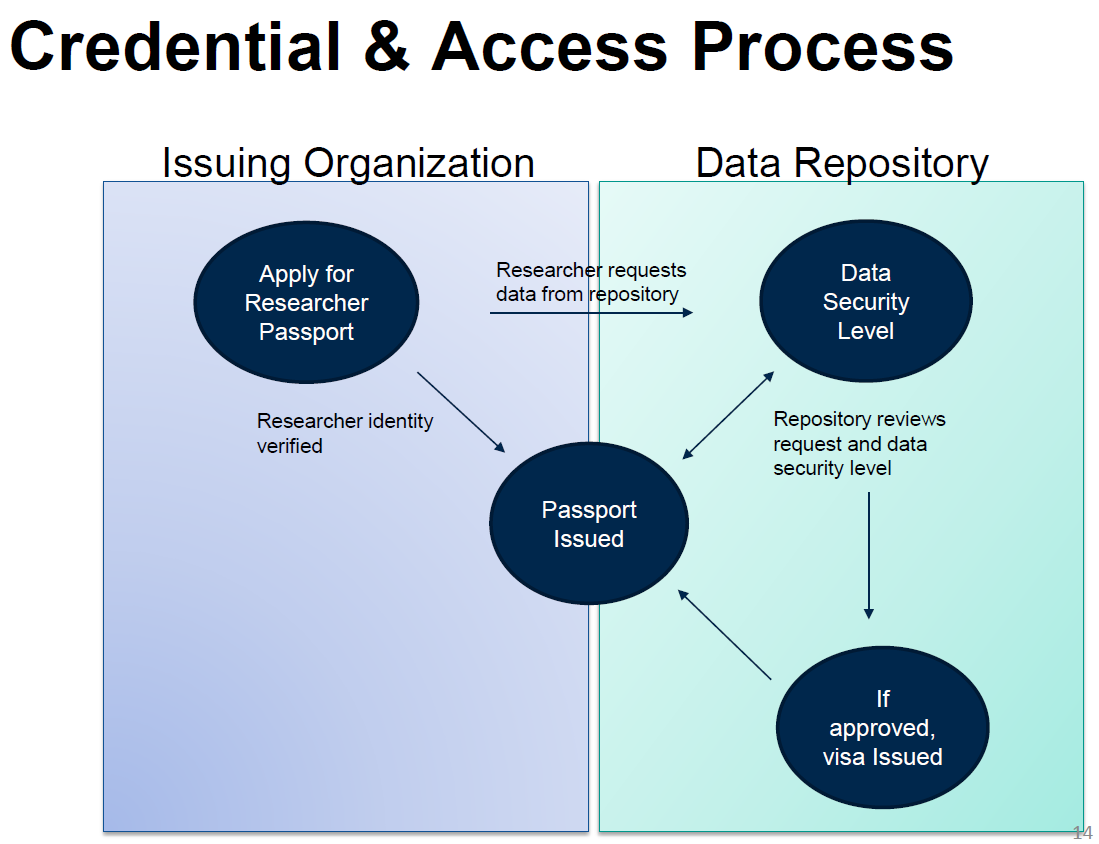 Credential & Access Process
Issuing Organization
Data Repository
Apply for
Researcher
Passport
Researcher requests
data from repository
Data
Security
Level
Researcher identity
verified
Repository reviews
request and data
security level
Passport
Issued
If
approved,
visa Issued
14